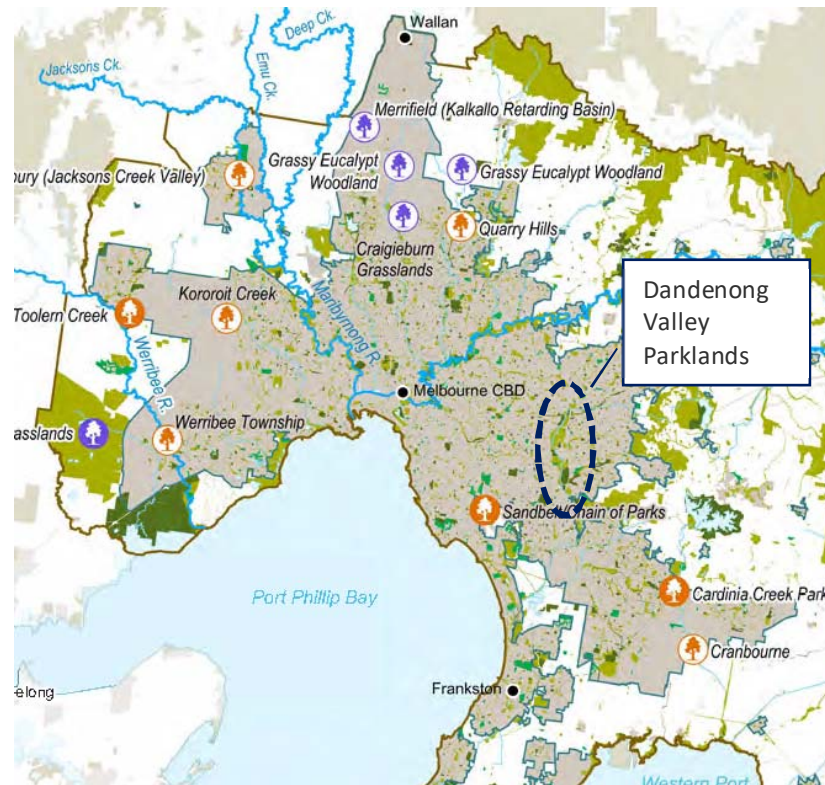 Wallan
Deep Ck.
Emu Ck.
Jacksons Ck.
Merrifield (Kalkallo Retarding Basin)
Grassy Eucalypt
Woodland
Grassy Eucalypt Woodland
bury (Jacksons Creek Valley)
Quarry Hills
Craigieburn
Grasslands
Kororoit Creek
Toolern Creek
Maribyrnong R.
Dandenong
Valley
Parklands
Werribee R.
Melbourne CBD
asslands
Werribee Township
Sandbelt/Chain of Parks
Port Phillip Bay
Cardinia Creek Park
Cranbourne
elong
Frankston
Western Port